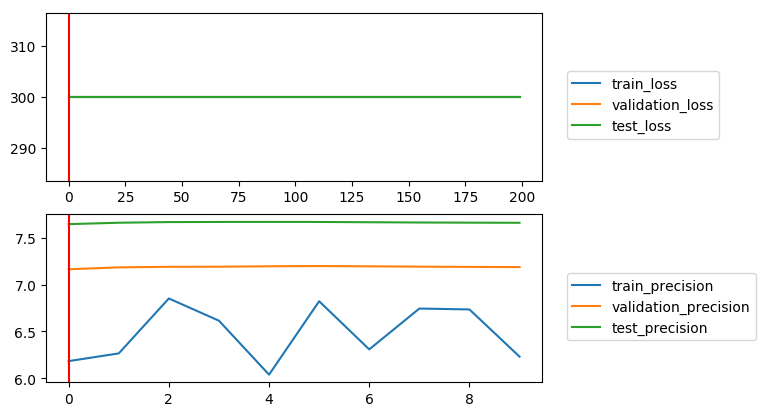 310
300
290
0 25 50 75 100 125 150 175 200
train_loss
validation_loss
test_loss
7.5
7.0
6.5
6.0
0 2 4 6 8
train_precision
validation_precision
test_precision